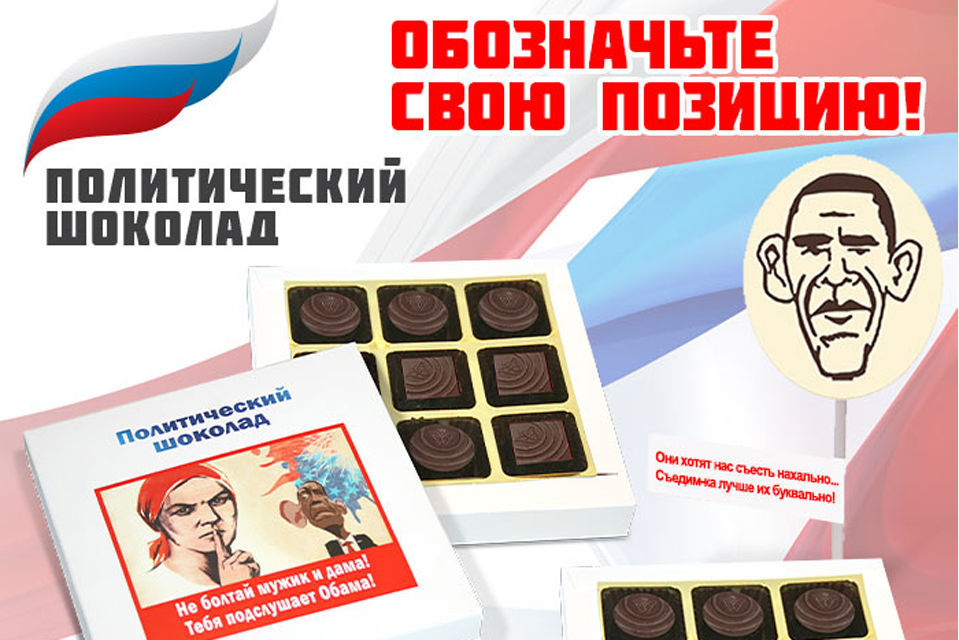 ОБОЗНАЧЬТЕ
СВОЮ ПОЗИЦИЮ!
ПОЛИТИЧЕСКИЙ
ШОКОЛАД
Политический
шоколад
Не болтай мужик и дама!
Тебя подслушает Обама!
Они хотят нас съесть нахально...
Съедим-ка лучше их буквально!